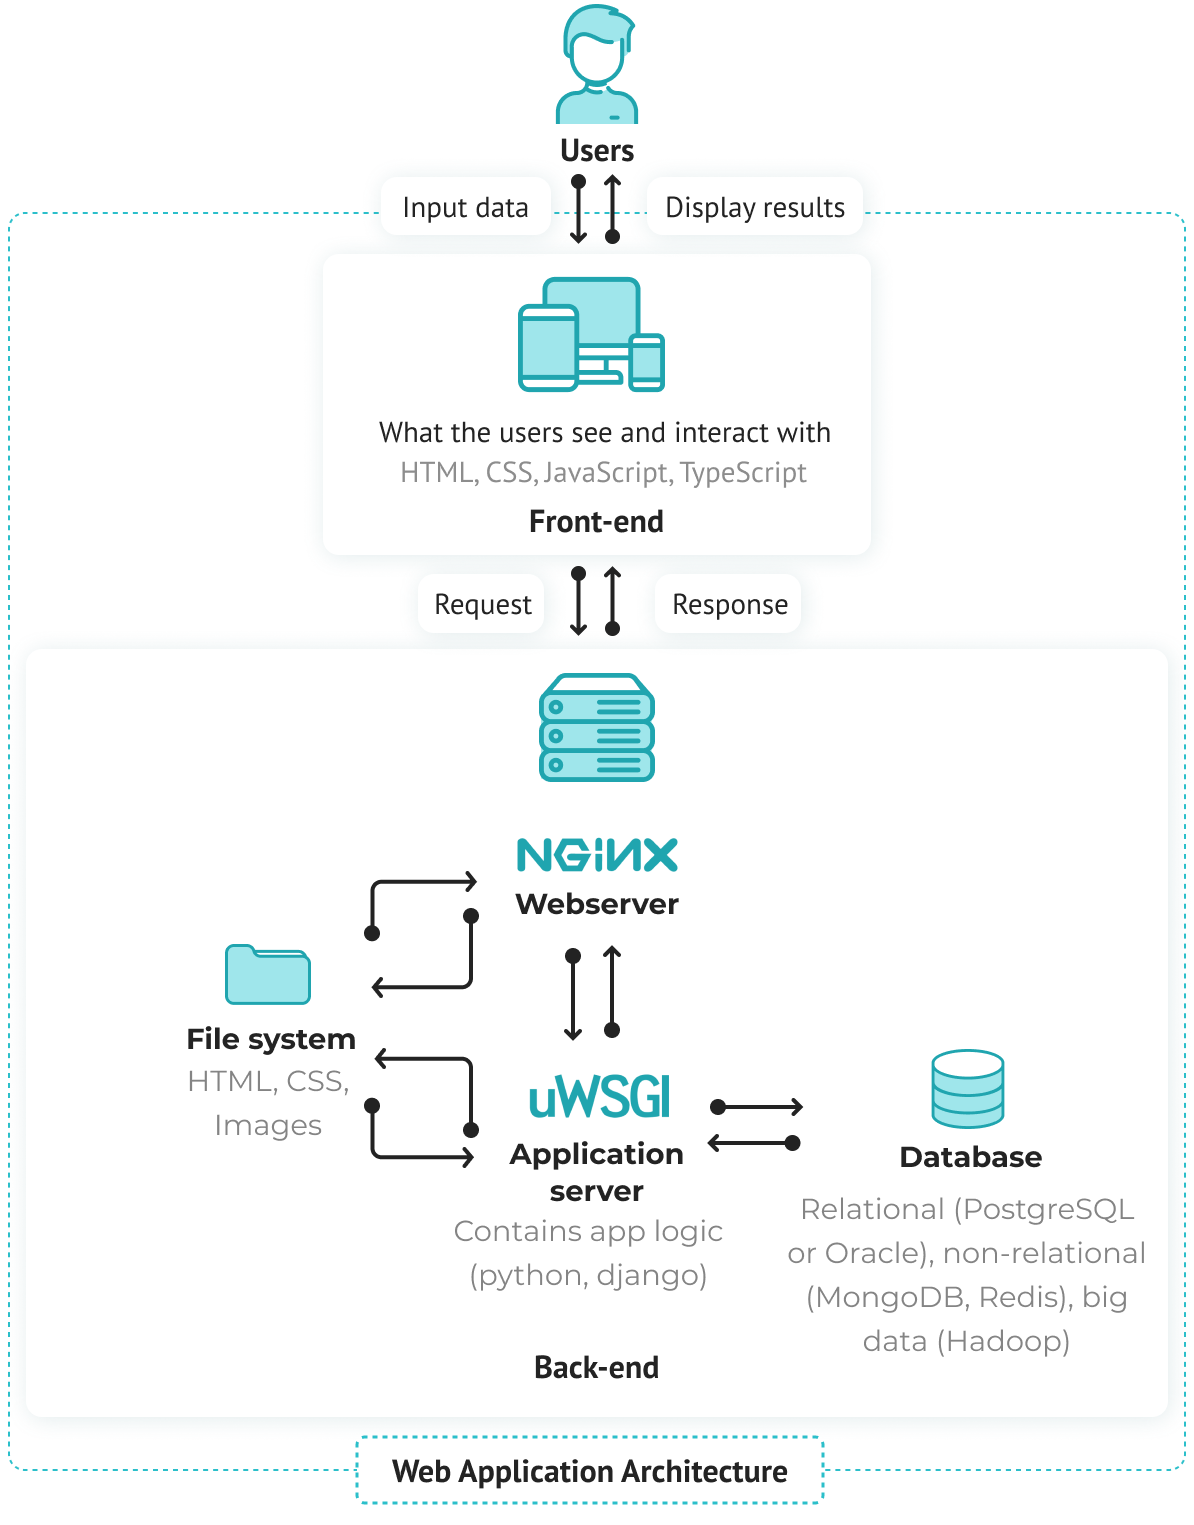 Users
Input data
Display results
What the users see and interact with
HTML, CSS, JavaScript, TypeScript
Front-end
Request
Response
NGiNX
Webserver
File system
HTML, CSS,
Images
uWSGI
Application
server
Contains app logic
(python, django)
Database
Relational (PostgreSQL
or Oracle), non-relational
(MongoDB, Redis), big
data (Hadoop)
Back-end
Web Application Architecture